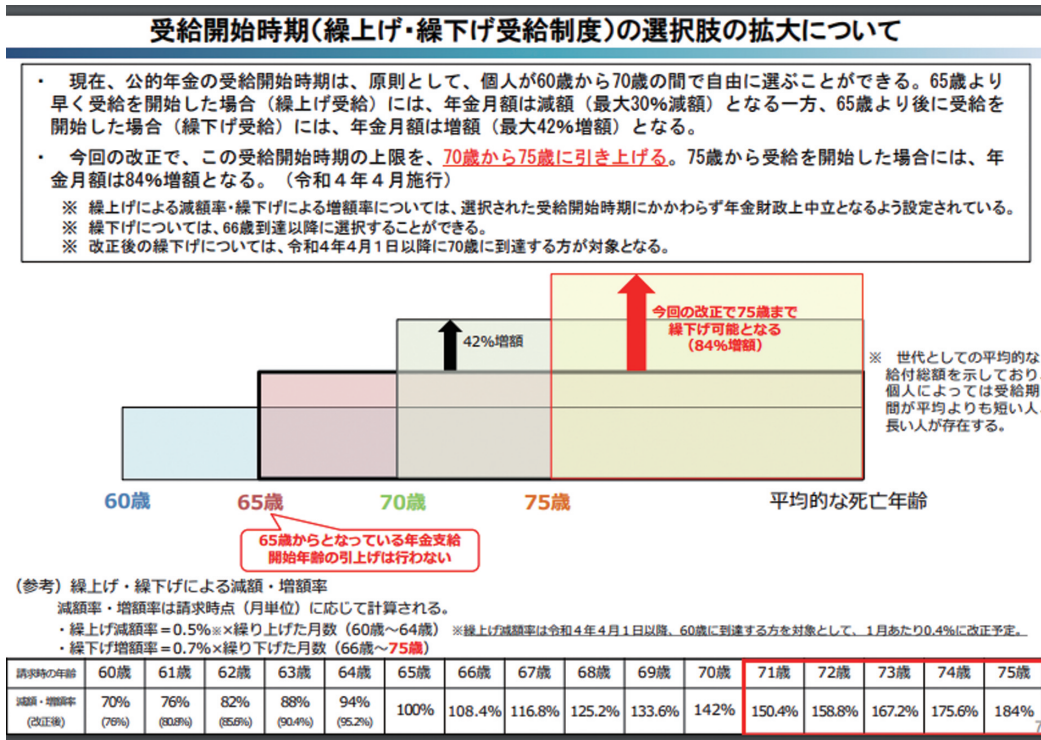 受給開始時期(繰上げ・繰下げ受給制度)の選択肢の拡大について
・ 現在、公的年金の受給開始時期は、原則として、個人が60歳から70歳の間で自由に選ぶことができる。65歳より
早く受給を開始した場合(繰上げ受給)には、年金月額は減額(最大30%減額)となる一方、65歳より後に受給を
開始した場合(繰下げ受給)には、年金月額は増額(最大42%増額)となる。
・ 今回の改正で、この受給開始時期の上限を、70歳から75歳に引き上げる。75歳から受給を開始した場合には、年
金月額は84%増額となる。(令和4年4月施行)
※ 繰上げによる減額率・繰下げによる増額率については、選択された受給開始時期にかかわらず年金財政上中立となるよう設定されている。
※ 繰下げについては、66歳到達以降に選択することができる。
※ 改正後の繰下げについては、令和4年4月1日以降に70歳に到達する方が対象となる。
42%増額
今回の改正で75歳まで
繰下げ可能となる
(84%増額)
※ 世代としての平均的な
給付総額を示しており、
個人によっては受給期
間が平均よりも短い人、
長い人が存在する。
60歳 65歳 70歳 75歳 平均的な死亡年齢
65歳からとなっている年金支給
開始年齢の引上げは行わない
(参考)繰上げ・繰下げによる減額・増額率
減額率・増額率は請求時点(月単位)に応じて計算される。
・繰上げ減額率=0.5%※×繰り上げた月数(60歳~64歳) ※繰上げ減額率は令和4年4月1日以降、60歳に到達する方を対象として、1月あたり0.4%に改正予定。
・繰下げ増額率=0.7%×繰り下げた月数(66歳~75歳)
請求時の年齢 60歳 61歳 62歳 63歳 64歳 65歳 66歳 67歳 68歳 69歳 70歳 71歳 72歳 73歳 74歳 75歳
減額・増額率 70% 76% 82% 88% 94% 100% 108.4% 116.8% 125.2% 133.6% 142% 150.4% 158.8% 167.2% 175.6% 184%
(改正後) (76%) (80.8%) (85.6%) (90.4%) (95.2%)
7